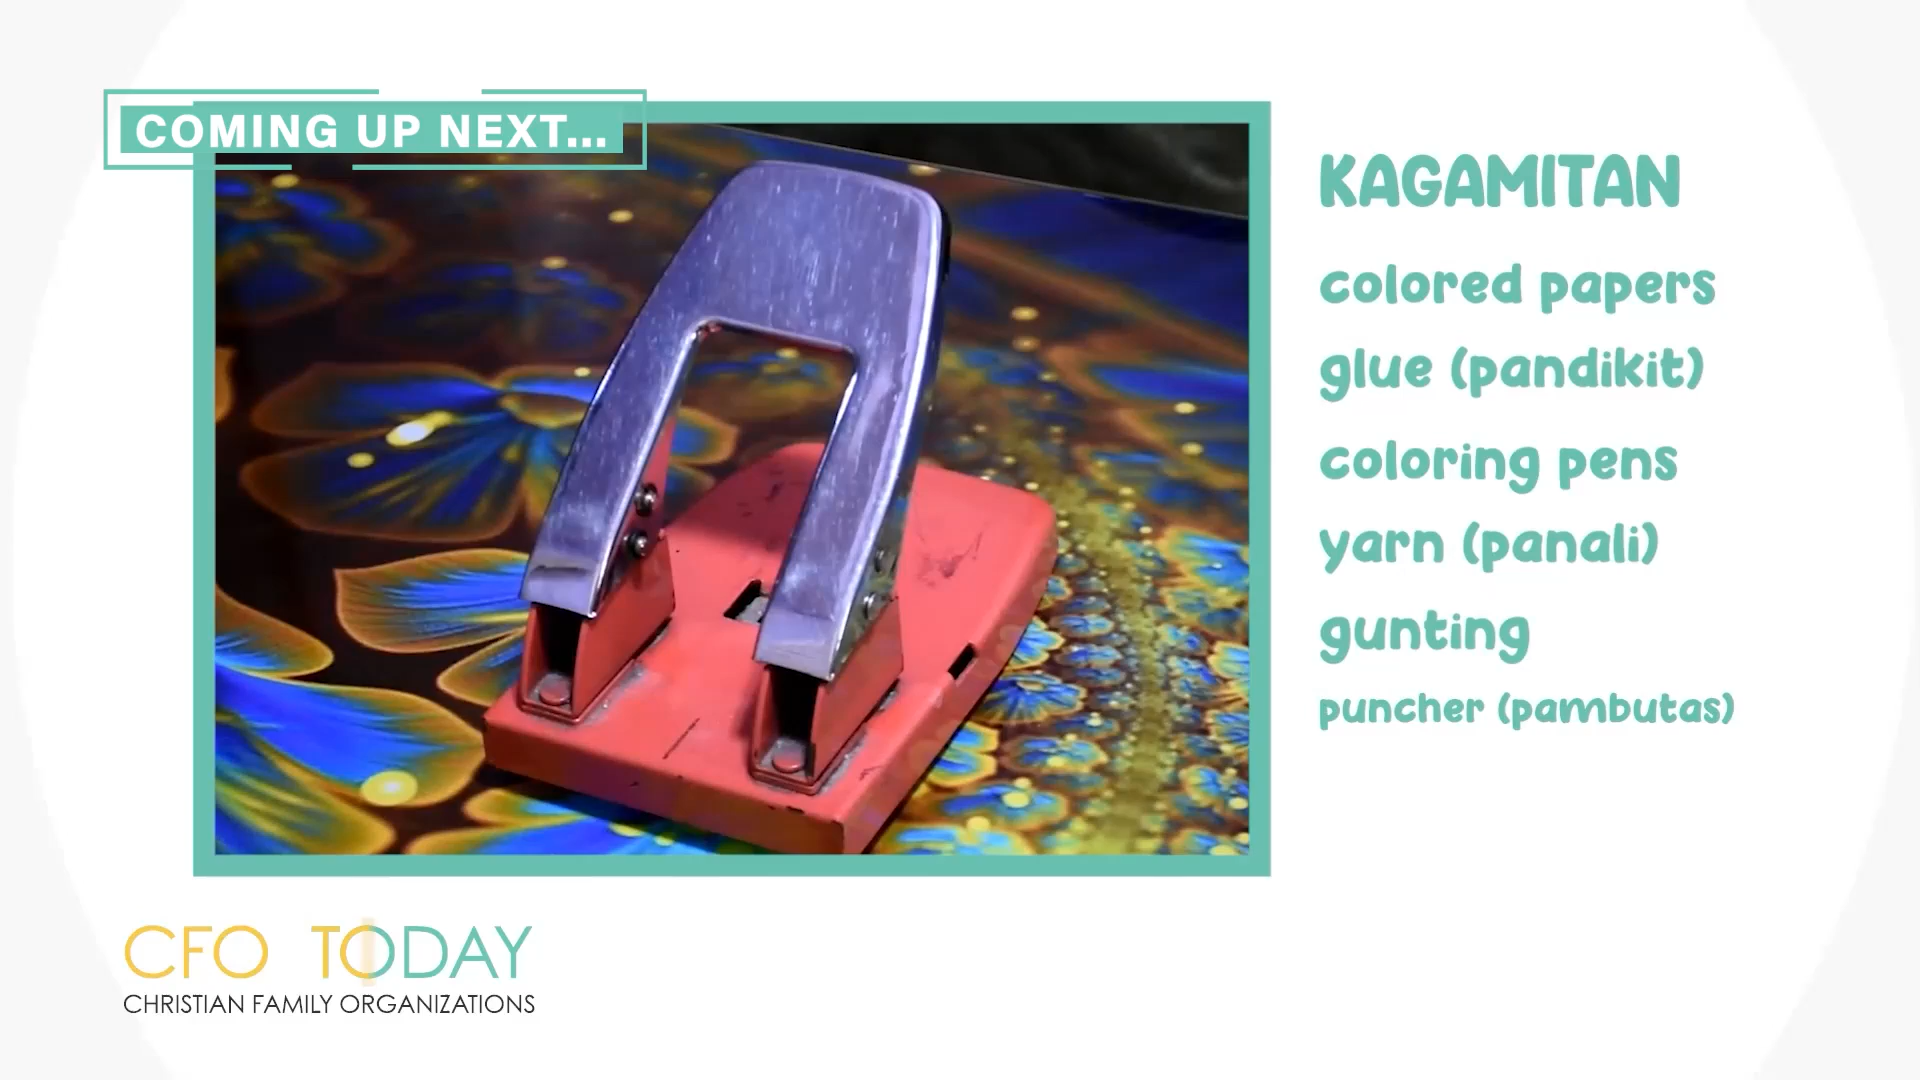 COMING UP NEXT...
KAGAMITAN
colored papers
glue (pandikit)
coloring pens
yarn (panali)
gunting
puncher (pambutas)
CFO TODAY
CHRISTIAN FAMILY ORGANIZATIONS